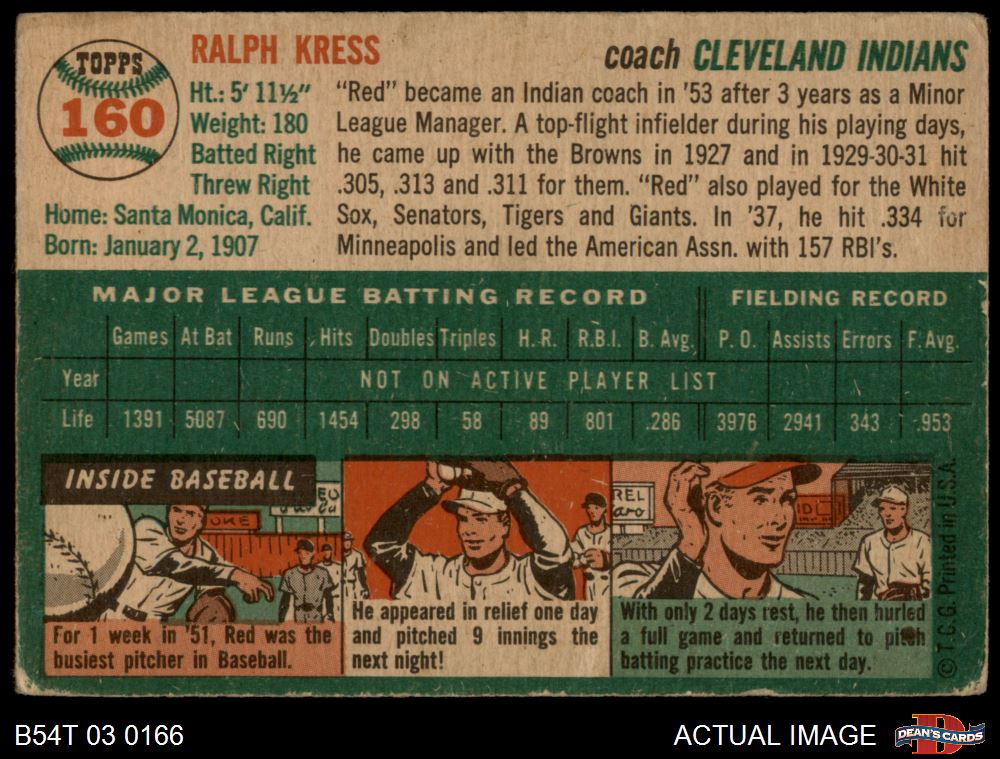 TOPPS
160
RALPH KRESS
coach CLEVELAND INDIANS
Ht.: 5' 11½"
Weight: 180
Batted Right
Threw Right
Home: Santa Monica, Calif.
Born: January 2, 1907
"Red" became an Indian coach in '53 after 3 years as a Minor
League Manager. A top-flight infielder during his playing days,
he came up with the Browns in 1927 and in 1929-30-31 hit
.305, .313 and .311 for them. "Red" also played for the White
Sox, Senators, Tigers and Giants. In '37, he hit .334 for
Minneapolis and led the American Assn. with 157 RBI's.
MAJOR LEAGUE BATTING RECORD FIELDING RECORD
Games At Bat Runs Hits Doubles Triples H.R. R.B.I. B. Avg. P. O. Assists Errors F. Avg.
Year NOT ON ACTIVE PLAYER LIST
Life 1391 5087 690 1454 298 58 89 801 .286 3976 2941 343 .953
INSIDE BASEBALL
UKE
REL
For 1 week in '51, Red was the
busiest pitcher in Baseball.
He appeared in relief one day
and pitched 9 innings the
next night!
With only 2 days rest, he then hurled
a full game and returned to pitch
batting practice the next day.
© T.C.G. Printed in U.S.A.
B54T 03 0166
ACTUAL IMAGE
DEAN'S CARDS